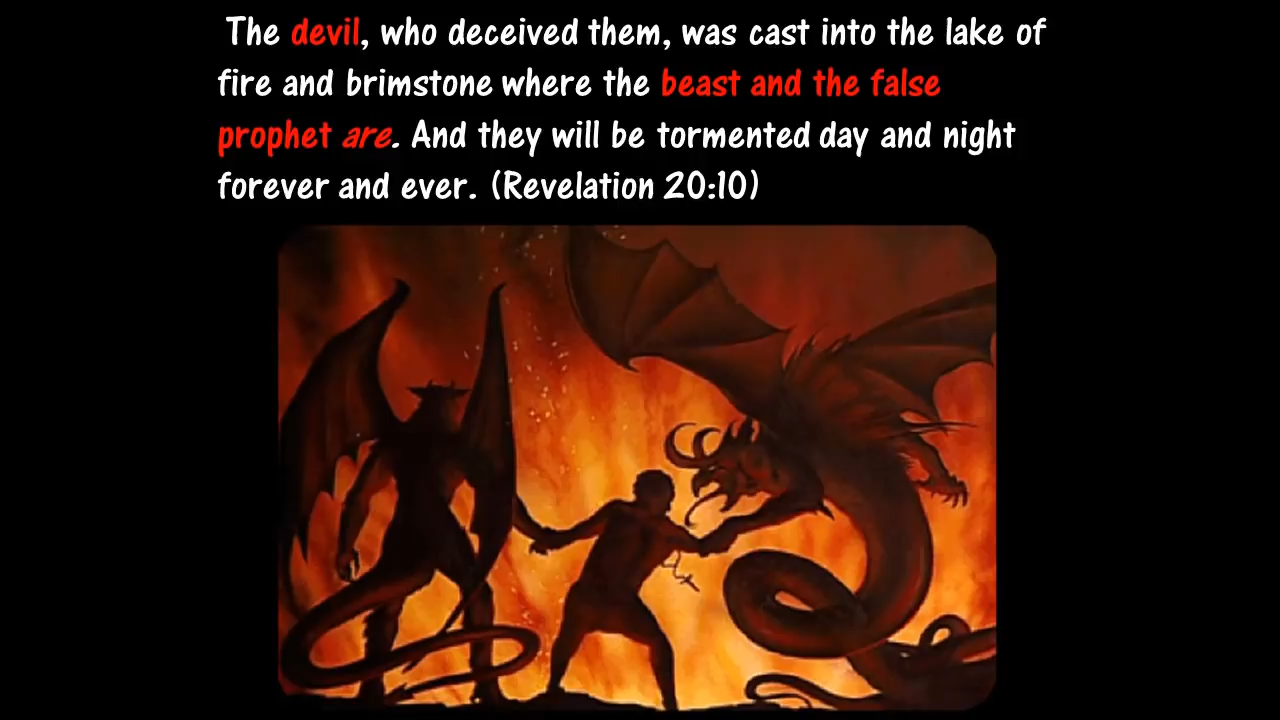 The devil, who deceived them, was cast into the lake of
fire and brimstone where the beast and the false
prophet are. And they will be tormented day and night
forever and ever. (Revelation 20:10)